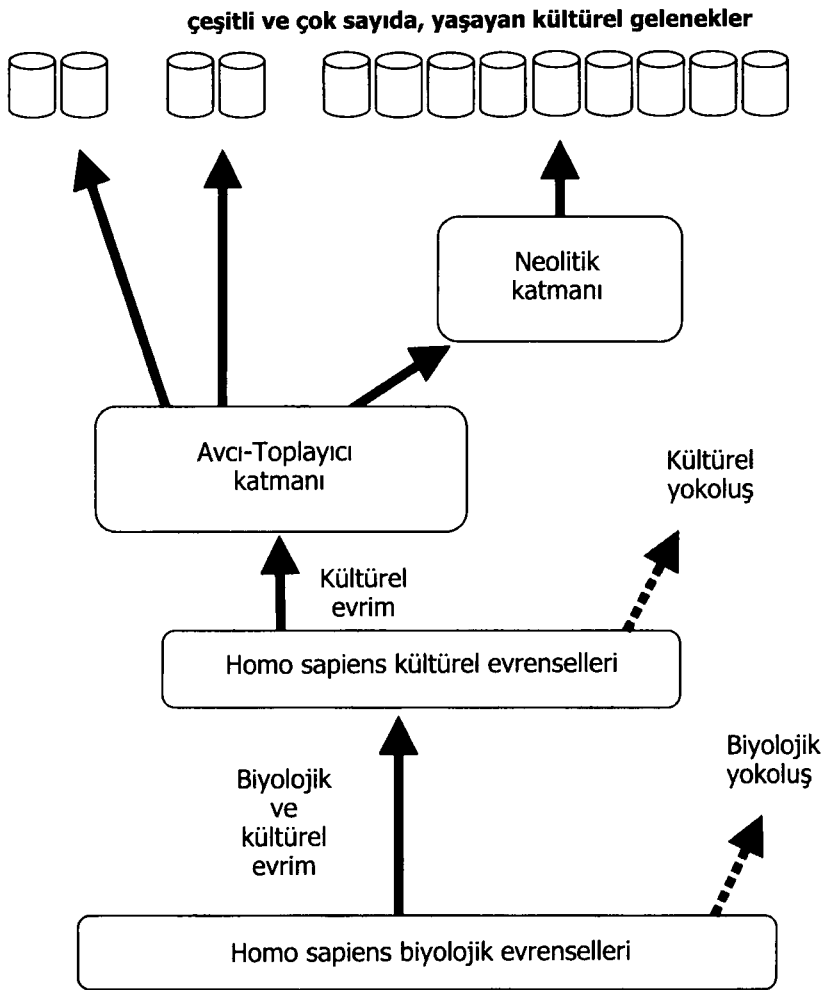 çeşitli ve çok sayıda, yaşayan kültürel gelenekler
Neolitik
katmanı
Avcı-Toplayıcı
katmanı
Kültürel
yokoluş
Kültürel
evrim
Homo sapiens kültürel evrenselleri
Biyolojik
yokoluş
Biyolojik
ve
kültürel
evrim
Homo sapiens biyolojik evrenselleri